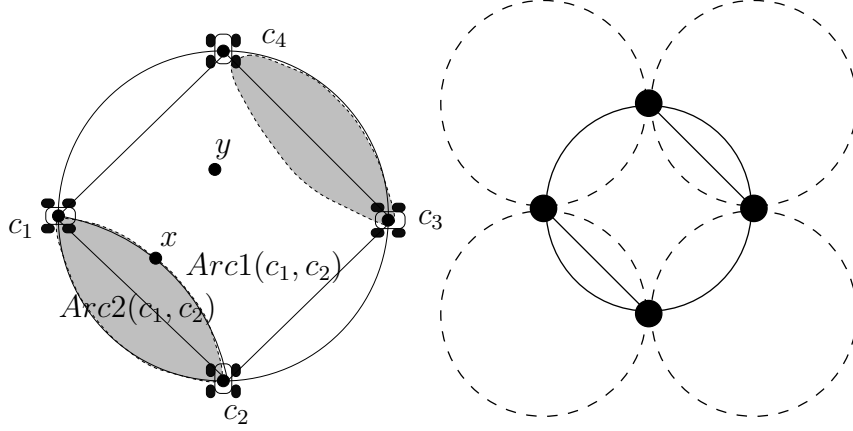 c4
y
c1
x
c3
Arc1(c1, c2)
Arc2(c1, c2)
c2